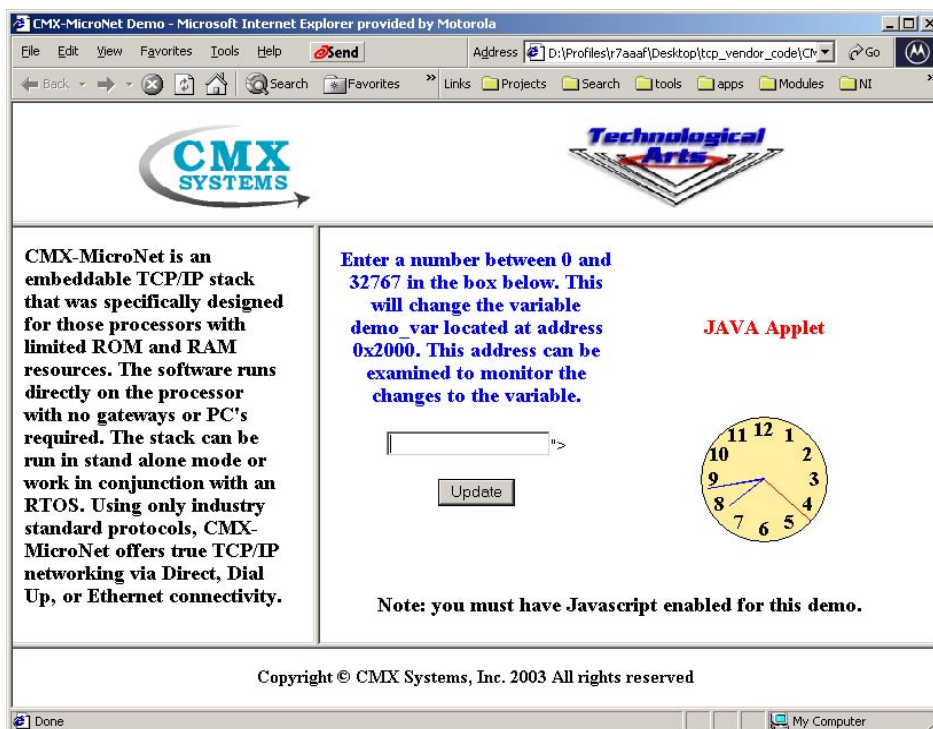 CMX-MicroNet Demo - Microsoft Internet Explorer provided by Motorola
File Edit View Favorites Tools Help Send Address D:\Profiles\r7aaaf\Desktop\tcp_vendor_code\CM Go
Back Search Favorites » Links Projects Search tools apps Modules NI »
CMX
SYSTEMS
Technological
Arts
CMX-MicroNet is an
embeddable TCP/IP stack
that was specifically designed
for those processors with
limited ROM and RAM
resources. The software runs
directly on the processor
with no gateways or PC's
required. The stack can be
run in stand alone mode or
work in conjunction with an
RTOS. Using only industry
standard protocols, CMX-
MicroNet offers true TCP/IP
networking via Direct, Dial
Up, or Ethernet connectivity.
Enter a number between 0 and
32767 in the box below. This
will change the variable
demo_var located at address
0x2000. This address can be
examined to monitor the
changes to the variable.
">
Update
JAVA Applet
12 1 2 3 4 5 6 7 8 9 10 11
Note: you must have Javascript enabled for this demo.
Copyright © CMX Systems, Inc. 2003 All rights reserved
Done My Computer